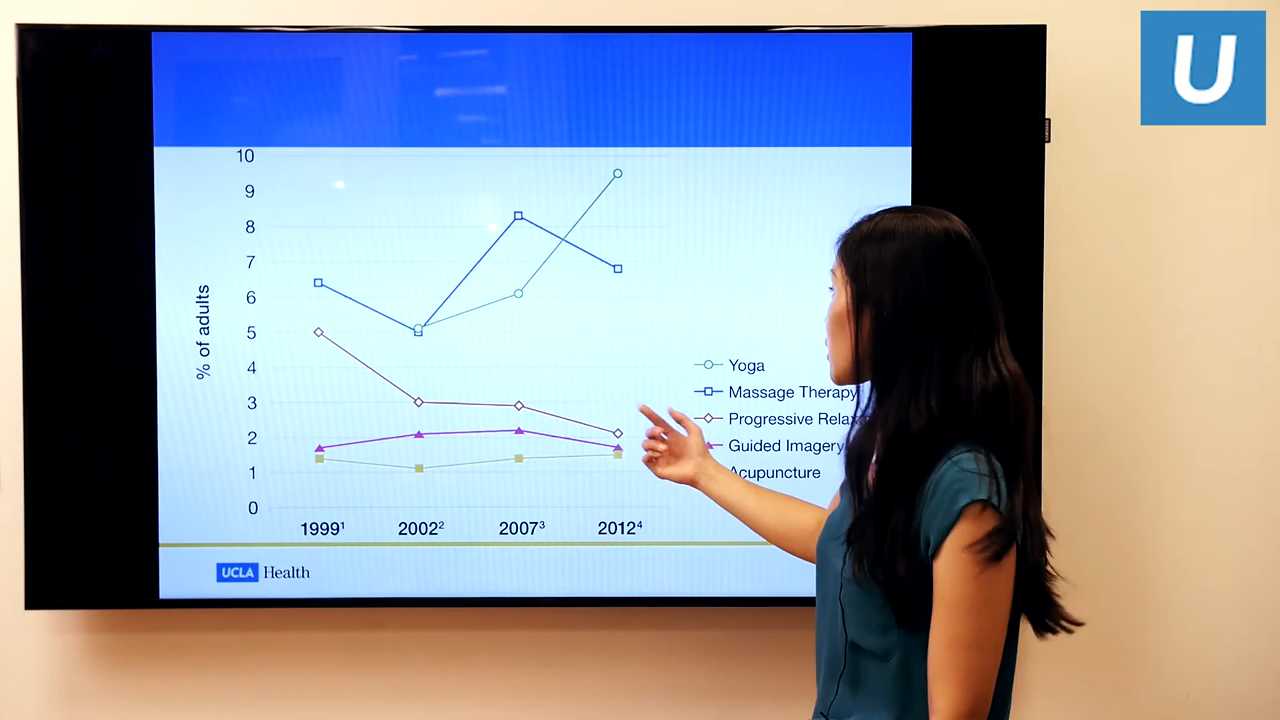 U
10
9
8
7
6
5
4
3
2
1
0
% of adults
1999¹ 2002² 2007³ 2012⁴
Yoga
Massage Therapy
Progressive
Guided Imagery
Acupuncture
UCLA Health